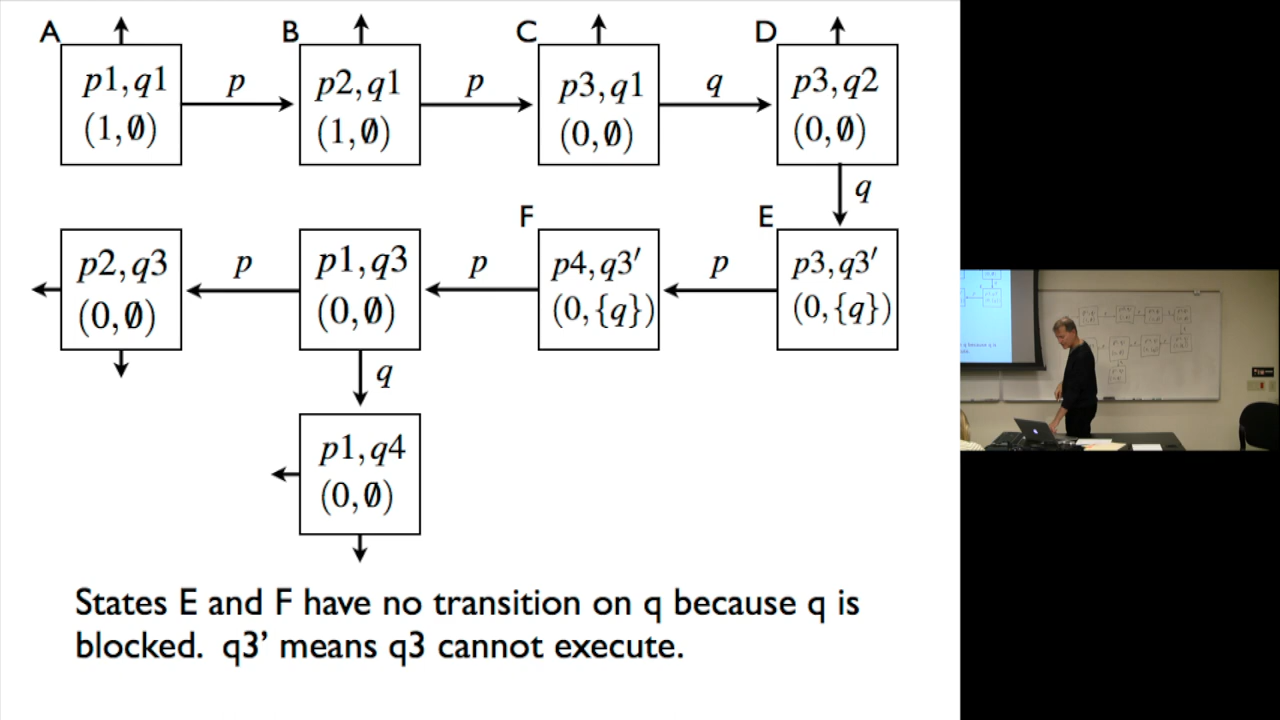 A B C D
p1, q1 p p2, q1 p p3, q1 q p3, q2
(1, ∅) (1, ∅) (0, ∅) (0, ∅)
q
F E
p2, q3 p p1, q3 p p4, q3′ p p3, q3′
(0, ∅) (0, ∅) (0, {q}) (0, {q})
q
p1, q4
(0, ∅)
States E and F have no transition on q because q is
blocked. q3’ means q3 cannot execute.